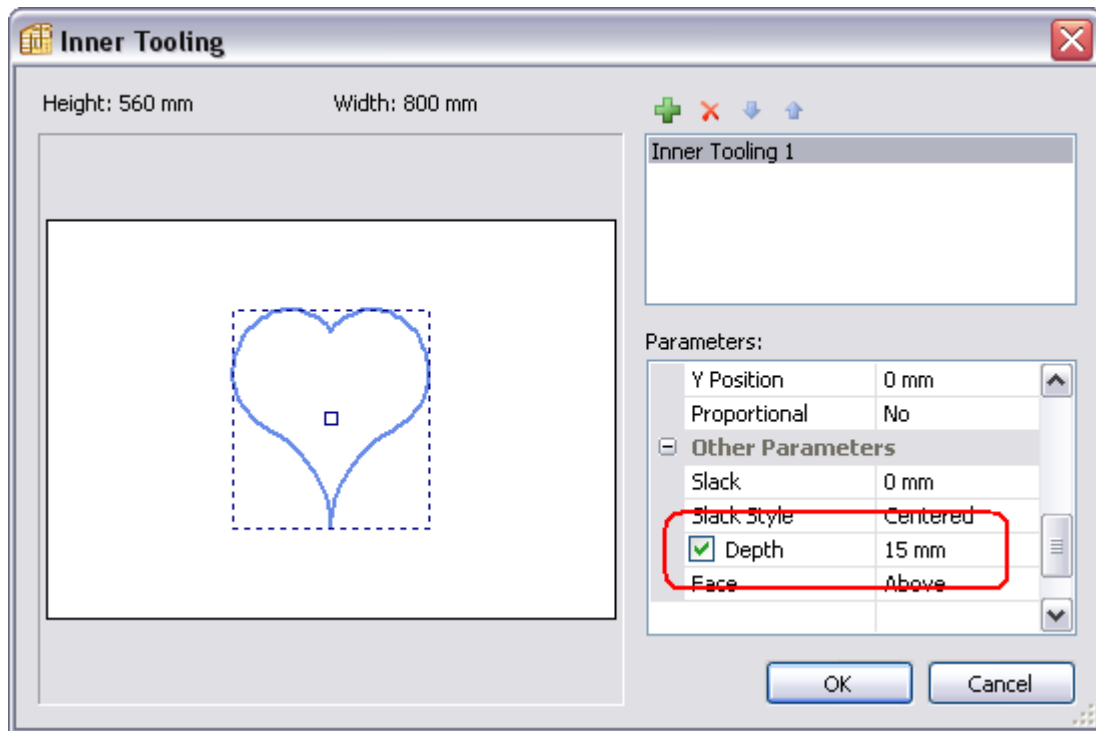 Inner Tooling
Height: 560 mm Width: 800 mm
Inner Tooling 1
Parameters:
Y Position 0 mm
Proportional No
Other Parameters
Slack 0 mm
Slack Style Centered
Depth 15 mm
Face Above
OK Cancel